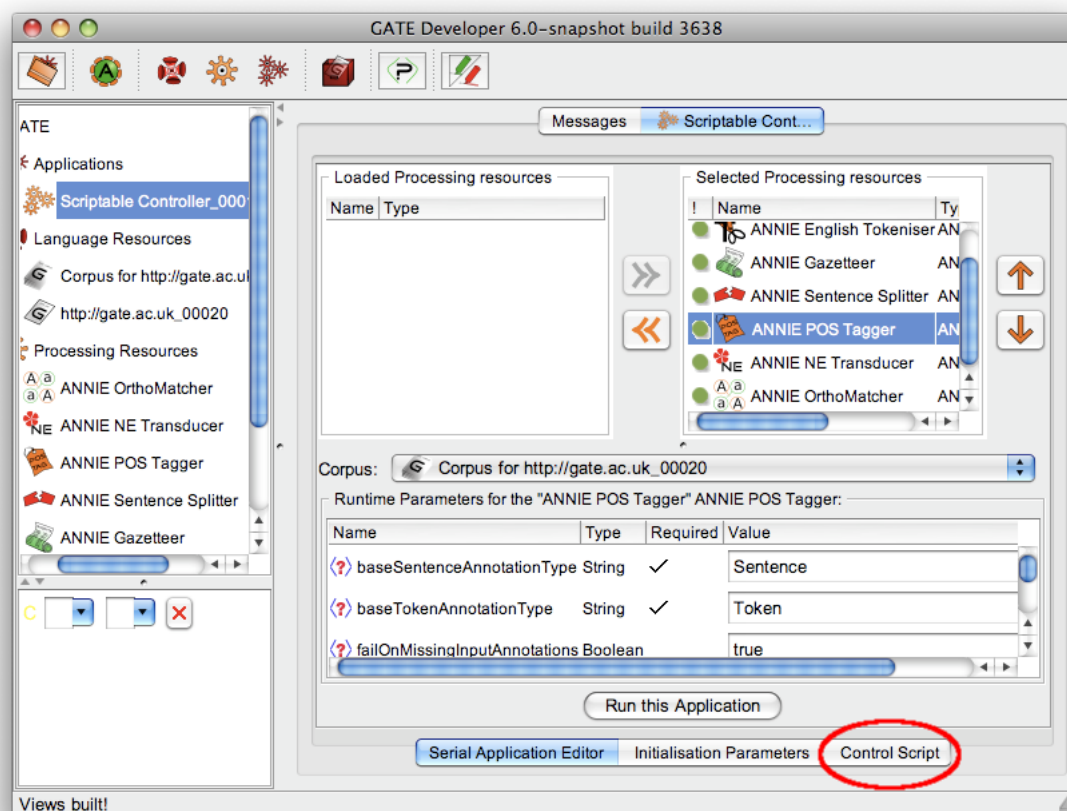 GATE Developer 6.0-snapshot build 3638
ATE
Applications
Scriptable Controller_000
Language Resources
Corpus for http://gate.ac.u
http://gate.ac.uk_00020
Processing Resources
ANNIE OrthoMatcher
ANNIE NE Transducer
ANNIE POS Tagger
ANNIE Sentence Splitter
ANNIE Gazetteer
C
Messages
Scriptable Cont...
Loaded Processing resources
Name Type
Selected Processing resources
! Name Ty
ANNIE English Tokeniser AN
ANNIE Gazetteer AN
ANNIE Sentence Splitter AN
ANNIE POS Tagger AN
ANNIE NE Transducer AN
ANNIE OrthoMatcher AN
Corpus: Corpus for http://gate.ac.uk_00020
Runtime Parameters for the "ANNIE POS Tagger" ANNIE POS Tagger:
Name Type Required Value
baseSentenceAnnotationType String Sentence
baseTokenAnnotationType String Token
failOnMissingInputAnnotations Boolean true
Run this Application
Serial Application Editor Initialisation Parameters Control Script
Views built!